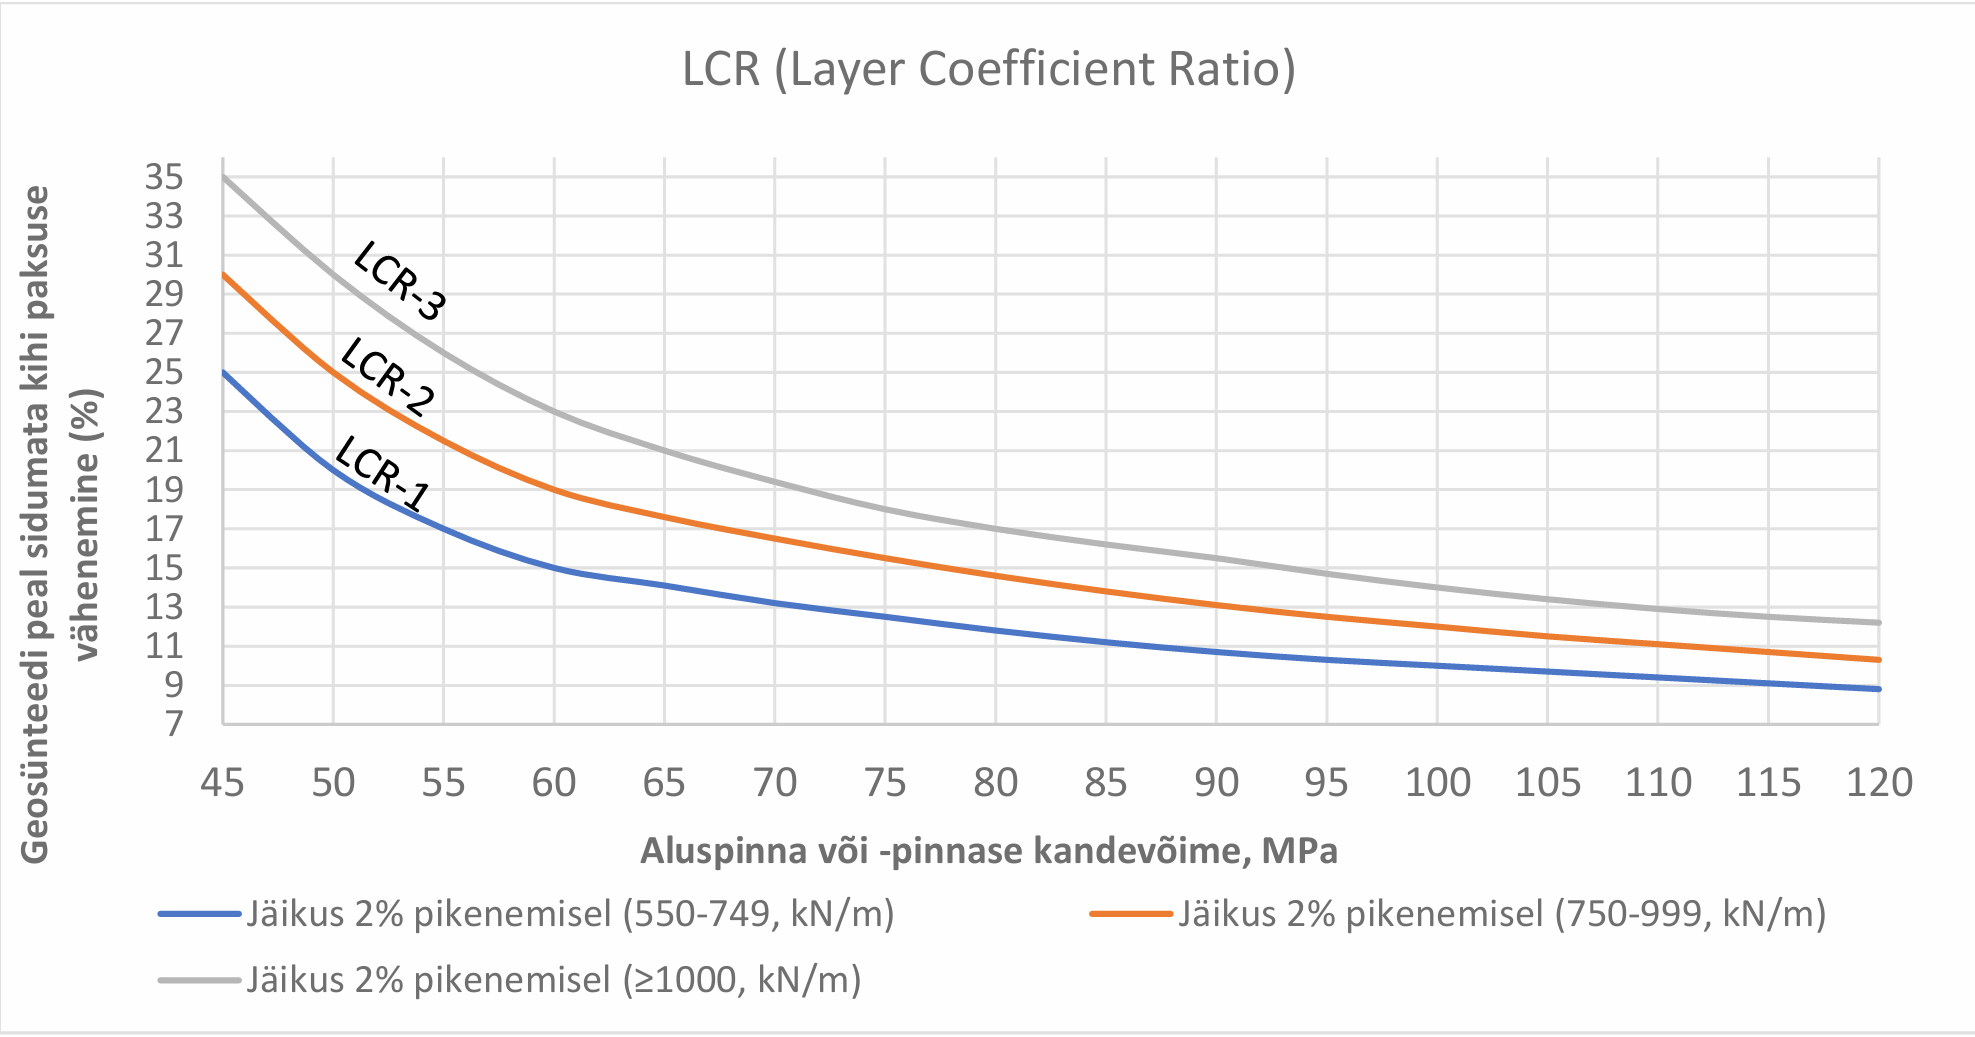 LCR (Layer Coefficient Ratio)
Geosünteedi peal sidumata kihi paksuse
vähenemine (%)
35
33
31
29
27
25
23
21
19
17
15
13
11
9
7
LCR-3
LCR-2
LCR-1
45 50 55 60 65 70 75 80 85 90 95 100 105 110 115 120
Aluspinna või -pinnase kandevõime, MPa
Jäikus 2% pikenemisel (550-749, kN/m) Jäikus 2% pikenemisel (750-999, kN/m)
Jäikus 2% pikenemisel (≥1000, kN/m)